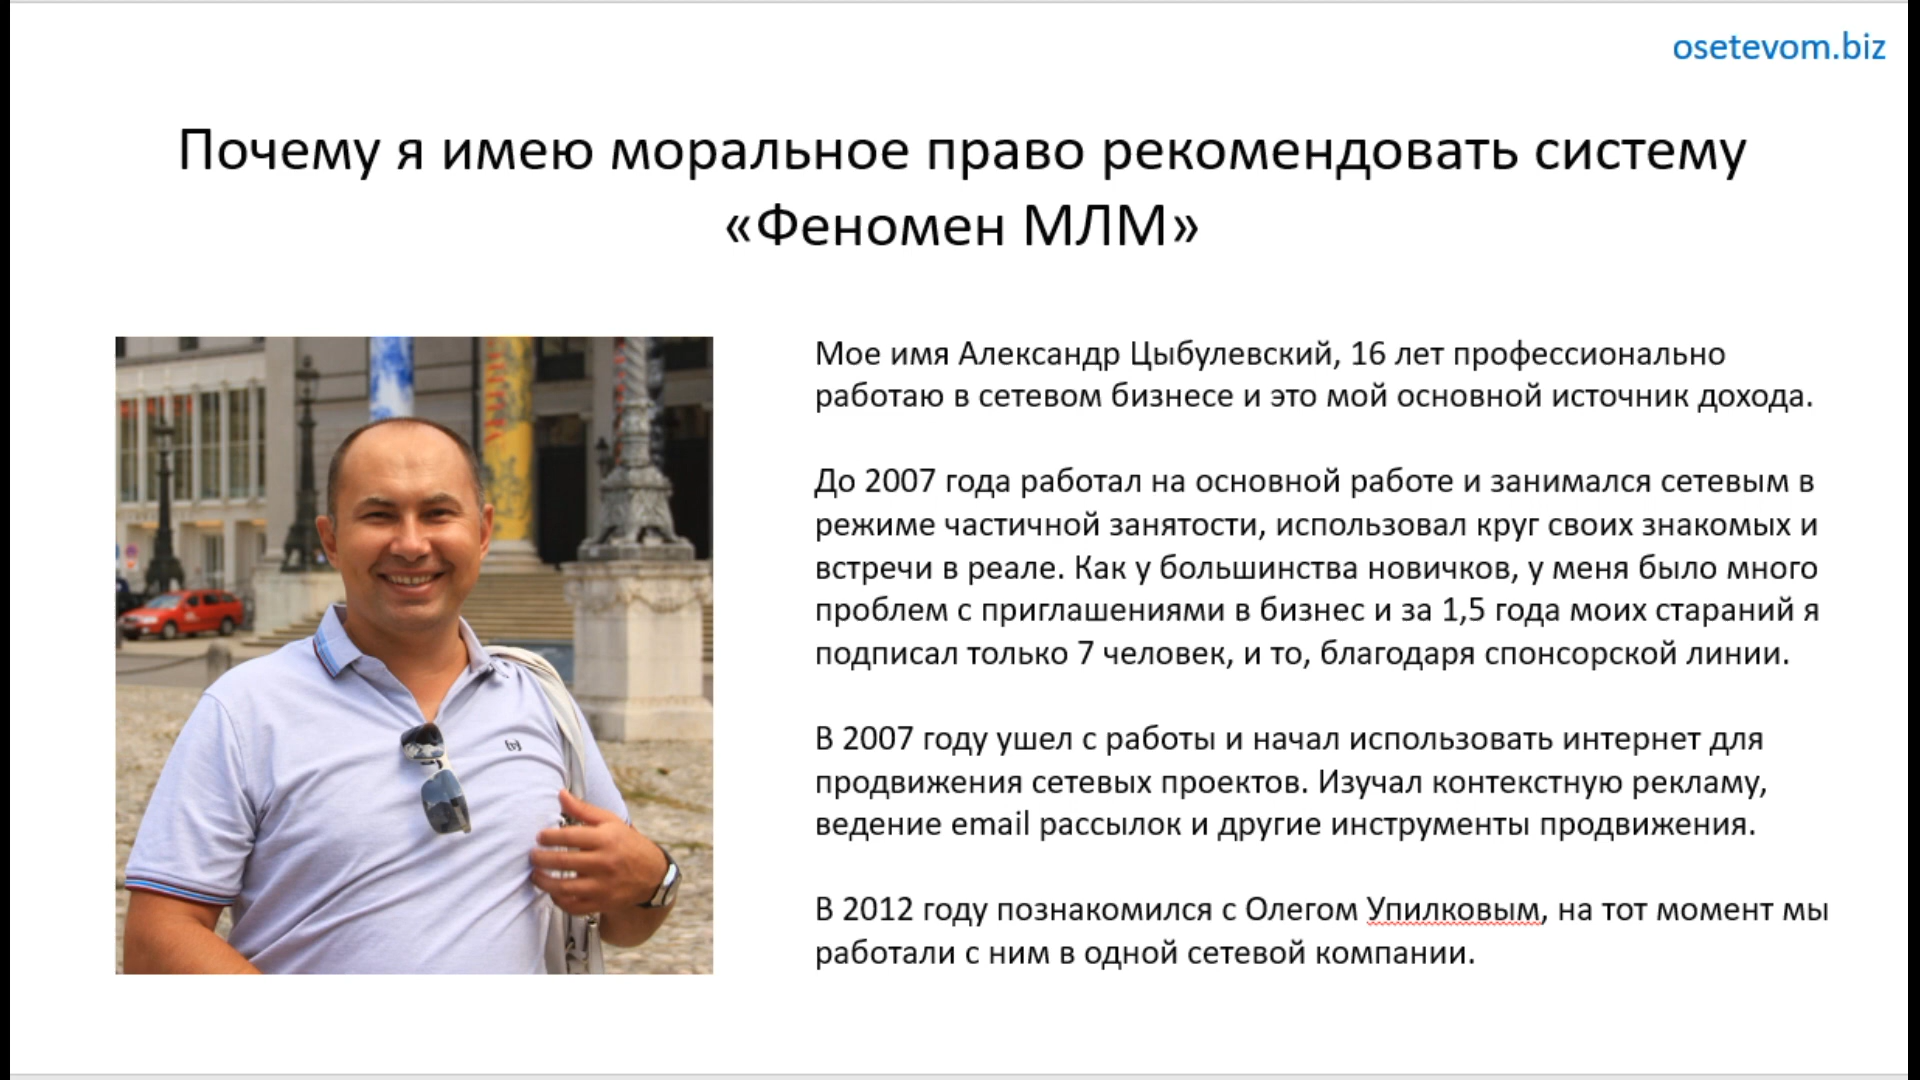 osetevom.biz
Почему я имею моральное право рекомендовать систему
«Феномен МЛМ»
Мое имя Александр Цыбулевский, 16 лет профессионально
работаю в сетевом бизнесе и это мой основной источник дохода.
До 2007 года работал на основной работе и занимался сетевым в
режиме частичной занятости, использовал круг своих знакомых и
встречи в реале. Как у большинства новичков, у меня было много
проблем с приглашениями в бизнес и за 1,5 года моих стараний я
подписал только 7 человек, и то, благодаря спонсорской линии.
В 2007 году ушел с работы и начал использовать интернет для
продвижения сетевых проектов. Изучал контекстную рекламу,
ведение email рассылок и другие инструменты продвижения.
В 2012 году познакомился с Олегом Упилковым, на тот момент мы
работали с ним в одной сетевой компании.